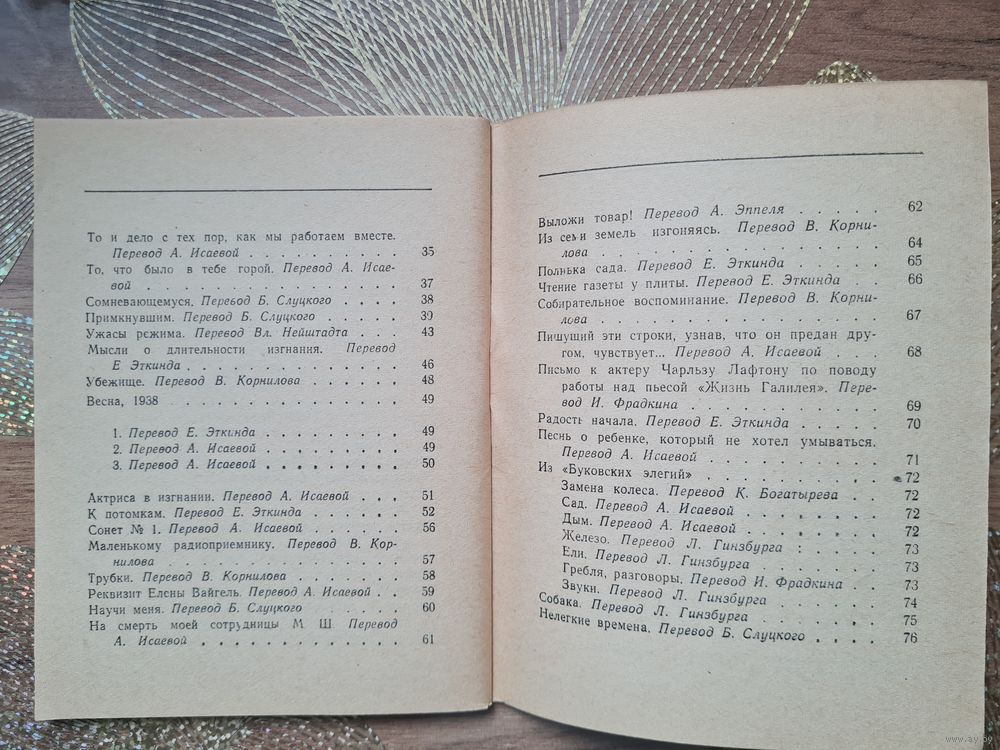 То и дело с тех пор, как мы работаем вместе.
Перевод А. Исаевой . . . . . . . . . . 35
То, что было в тебе горой. Перевод А. Исае-
вой . . . . . . . . . . . . . . . 37
Сомневающемуся. Перевод Б. Слуцкого . . . . 38
Примкнувшим. Перевод Б. Слуцкого . . . . . 39
Ужасы режима. Перевод Вл. Нейштадта . . . . 43
Мысли о длительности изгнания. Перевод
Е. Эткинда . . . . . . . . . . . . . 46
Убежище. Перевод В. Корнилова . . . . . . 48
Весна, 1938 . . . . . . . . . . . . . 49
1. Перевод Е. Эткинда . . . . . . . . . 49
2. Перевод А. Исаевой . . . . . . . . . 49
3. Перевод А. Исаевой . . . . . . . . . 50
Актриса в изгнании. Перевод А. Исаевой . . . 51
К потомкам. Перевод Е. Эткинда . . . . . . 52
Сонет № 1. Перевод А. Исаевой . . . . . . 56
Маленькому радиоприемнику. Перевод В. Кор-
нилова . . . . . . . . . . . . . . 57
Трубки. Перевод В. Корнилова . . . . . . . 58
Реквизит Елены Вайгель. Перевод А. Исаевой . . 59
Научи меня. Перевод Б. Слуцкого . . . . . . 60
На смерть моей сотрудницы М. Ш. Перевод
А. Исаевой . . . . . . . . . . . . . 61
Выложи товар! Перевод А. Эппеля . . . . . 62
Из семи земель изгоняясь. Перевод В. Корни-
лова . . . . . . . . . . . . . . . 64
Полнька сада. Перевод Е. Эткинда . . . . . 65
Чтение газеты у плиты. Перевод Е. Эткинда . . 66
Собирательное воспоминание. Перевод В. Корни-
лова . . . . . . . . . . . . . . . 67
Пишущий эти строки, узнав, что он предан дру-
гом, чувствует... Перевод А. Исаевой . . . . 68
Письмо к актеру Чарльзу Лафтону по поводу
работы над пьесой «Жизнь Галилея». Пере-
вод И. Фрадкина . . . . . . . . . . . 69
Радость начала. Перевод Е. Эткинда . . . . . 70
Песнь о ребенке, который не хотел умываться.
Перевод А. Исаевой . . . . . . . . . . 71
Из «Буковских элегий» . . . . . . . . . . 72
Замена колеса. Перевод К. Богатырева . . 72
Сад. Перевод А. Исаевой . . . . . . . 72
Дым. Перевод А. Исаевой . . . . . . . 72
Железо. Перевод Л. Гинзбурга . . . . . 73
Ели. Перевод Л. Гинзбурга . . . . . . . 73
Гребля, разговоры. Перевод И. Фрадкина . . 73
Звуки. Перевод Л. Гинзбурга . . . . . . 74
Собака. Перевод Л. Гинзбурга . . . . . . . 75
Нелегкие времена. Перевод Б. Слуцкого . . . . 76
www.ay.by